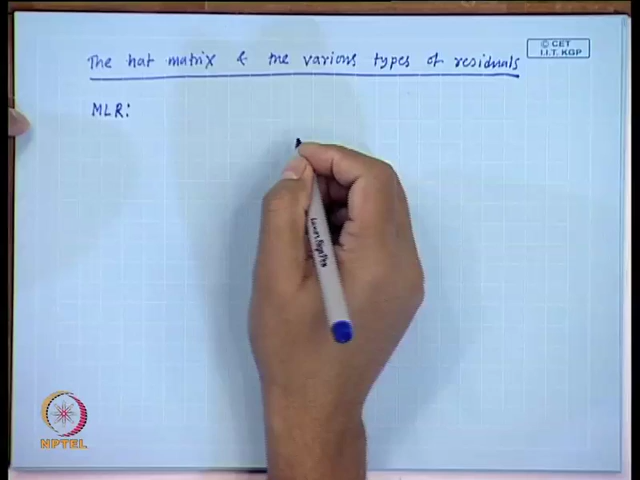 The hat matrix & the various types of residuals
© CET
I.I.T. KGP
MLR:
NPTEL